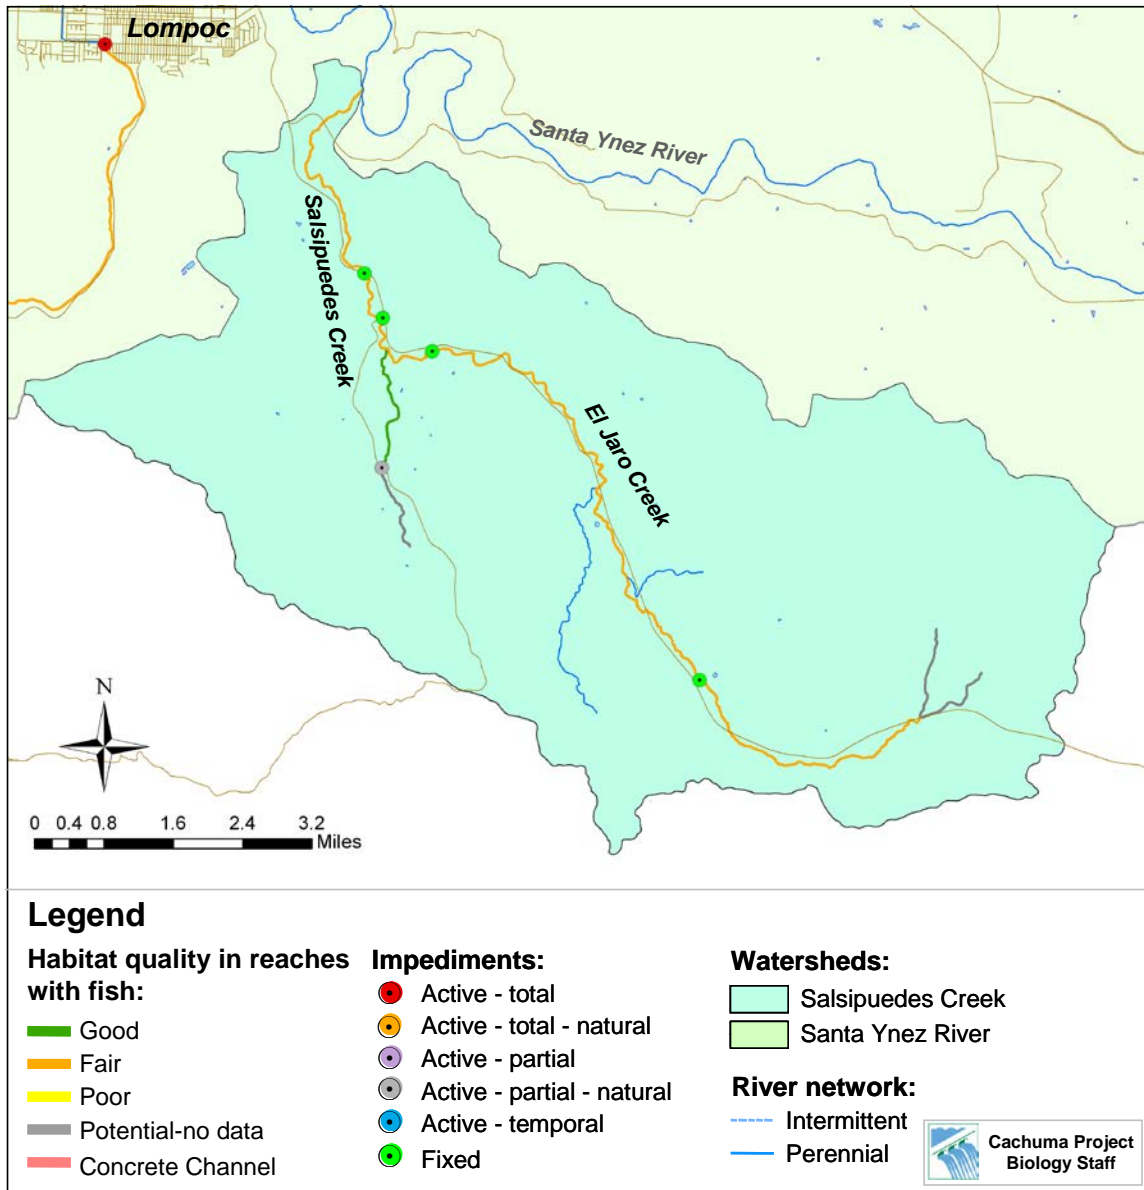 Lompoc
Santa Ynez River
Salsipuedes Creek
El Jaro Creek
N
0 0.4 0.8 1.6 2.4 3.2
Miles
Legend
Habitat quality in reaches
with fish:
Good
Fair
Poor
Potential-no data
Concrete Channel
Impediments:
Active - total
Active - total - natural
Active - partial
Active - partial - natural
Active - temporal
Fixed
Watersheds:
Salsipuedes Creek
Santa Ynez River
River network:
Intermittent
Perennial
Cachuma Project
Biology Staff